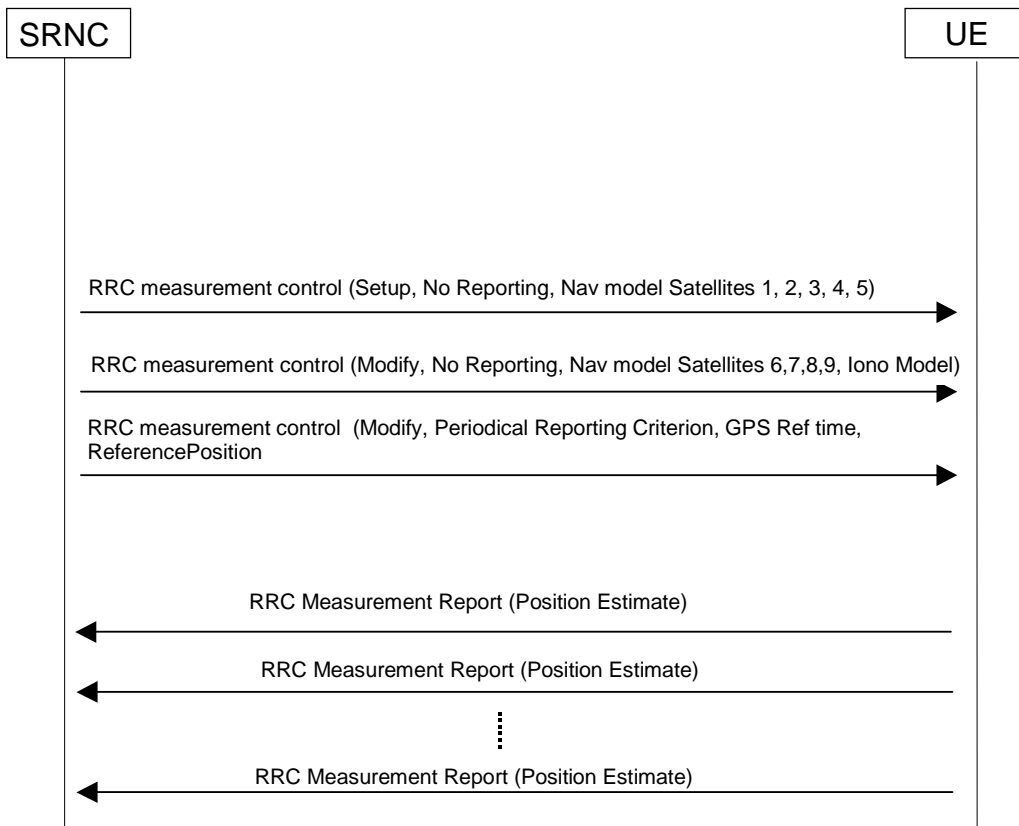 SRNC
UE
RRC measurement control (Setup, No Reporting, Nav model Satellites 1, 2, 3, 4, 5)
RRC measurement control (Modify, No Reporting, Nav model Satellites 6,7,8,9, Iono Model)
RRC measurement control (Modify, Periodical Reporting Criterion, GPS Ref time,
ReferencePosition
RRC Measurement Report (Position Estimate)
RRC Measurement Report (Position Estimate)
RRC Measurement Report (Position Estimate)